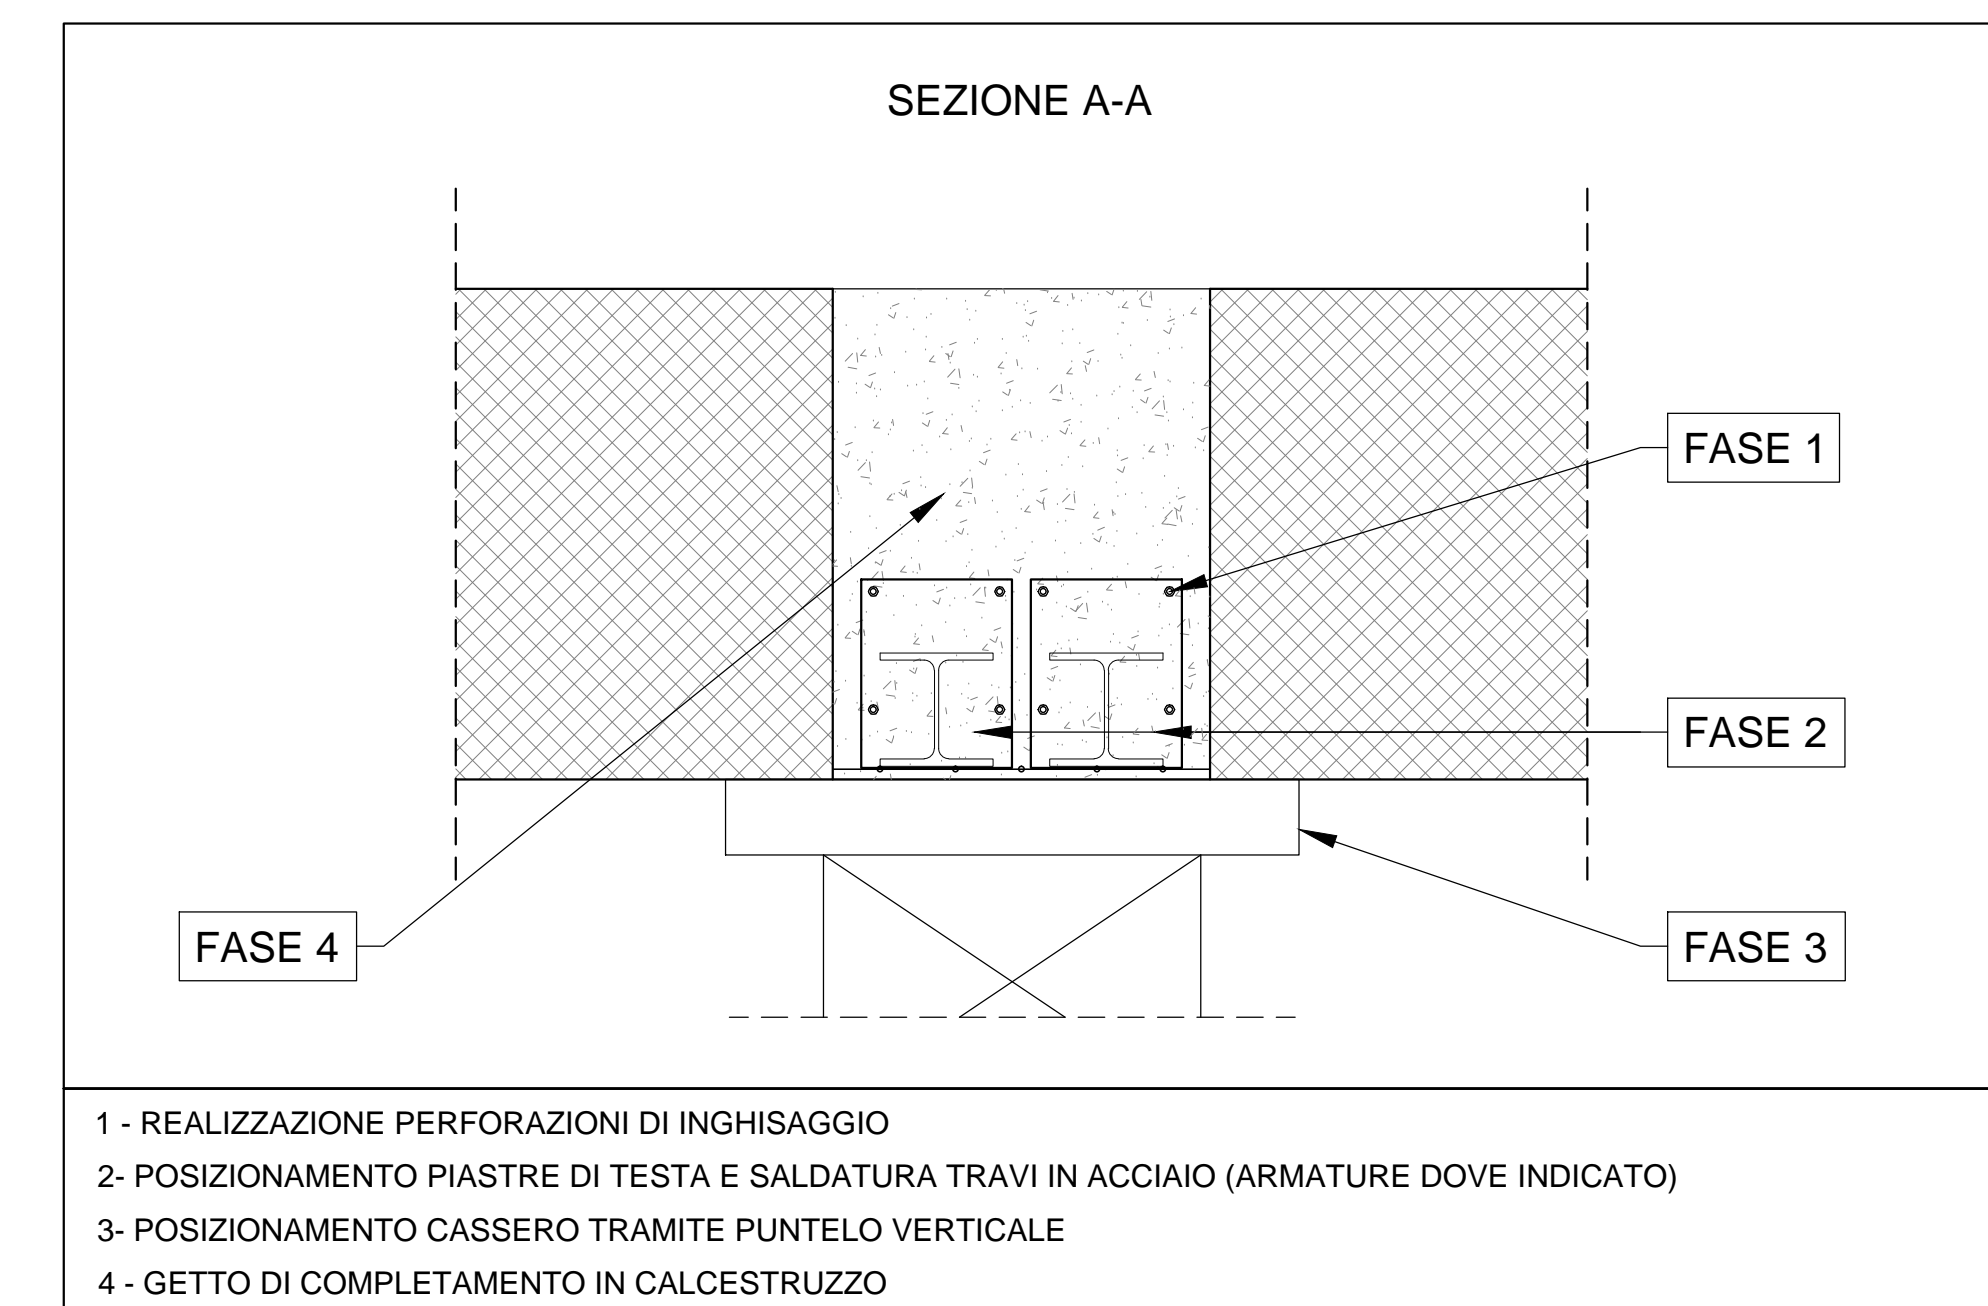 SEZIONE A-A
FASE 1
FASE 2
FASE 4
FASE 3
1 - REALIZZAZIONE PERFORAZIONI DI INGHISAGGIO
2- POSIZIONAMENTO PIASTRE DI TESTA E SALDATURA TRAVI IN ACCIAIO (ARMATURE DOVE INDICATO)
3- POSIZIONAMENTO CASSERO TRAMITE PUNTELO VERTICALE
4 - GETTO DI COMPLETAMENTO IN CALCESTRUZZO